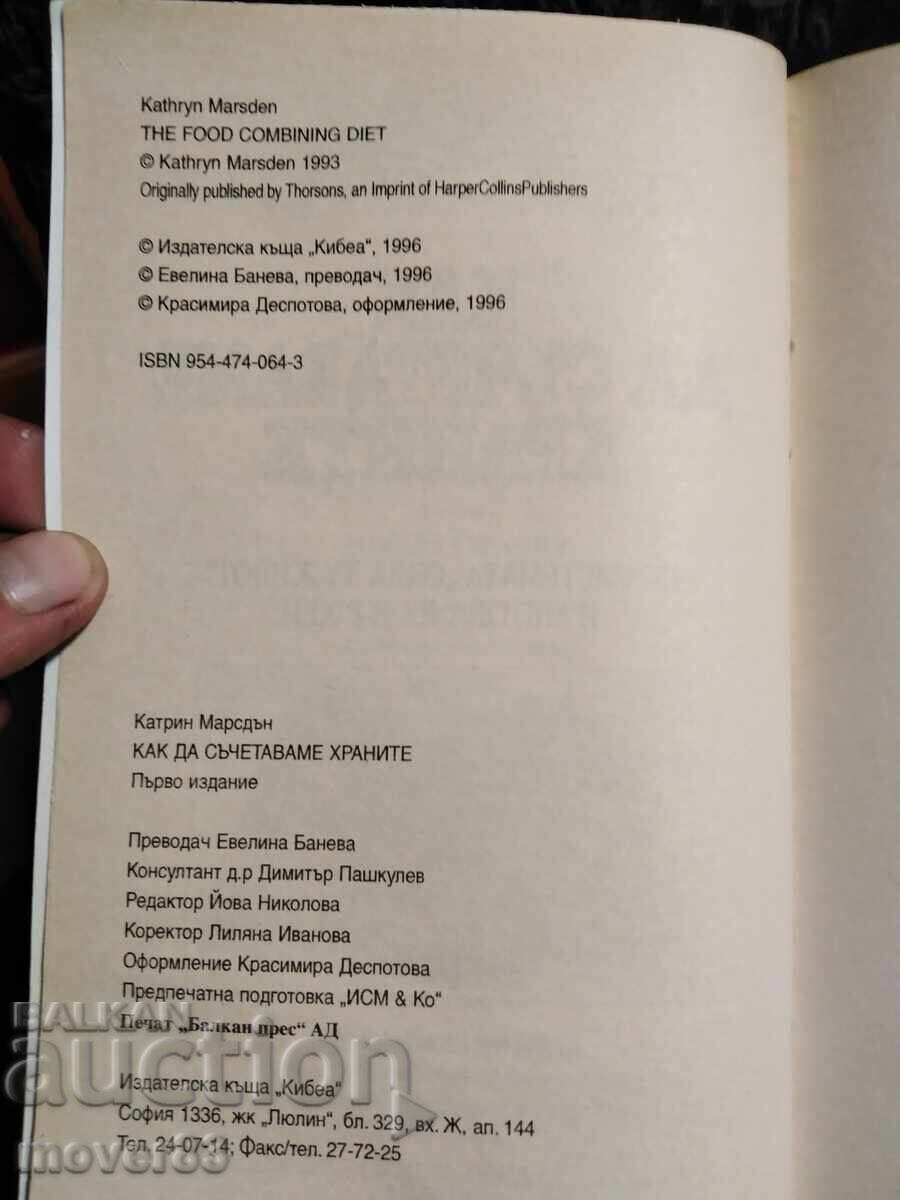 Kathryn Marsden
THE FOOD COMBINING DIET
© Kathryn Marsden 1993
Originally published by Thorsons, an Imprint of HarperCollinsPublishers
© Издателска къща „Кибеа“, 1996
© Евелина Банева, преводач, 1996
© Красимира Деспотова, оформление, 1996
ISBN 954-474-064-3
Катрин Марсдън
КАК ДА СЪЧЕТАВАМЕ ХРАНИТЕ
Първо издание
Преводач Евелина Банева
Консултант д.р Димитър Пашкулев
Редактор Йова Николова
Коректор Лиляна Иванова
Оформление Красимира Деспотова
Предпечатна подготовка „ИСМ & Ко“
Печат „Балкан прес“ АД
Издателска къща „Кибеа“
София 1336, жк „Люлин“, бл. 329, вх. Ж, ап. 144
Тел. 24-07-14; Факс/тел. 27-72-25
BALKAN
auction
mover89